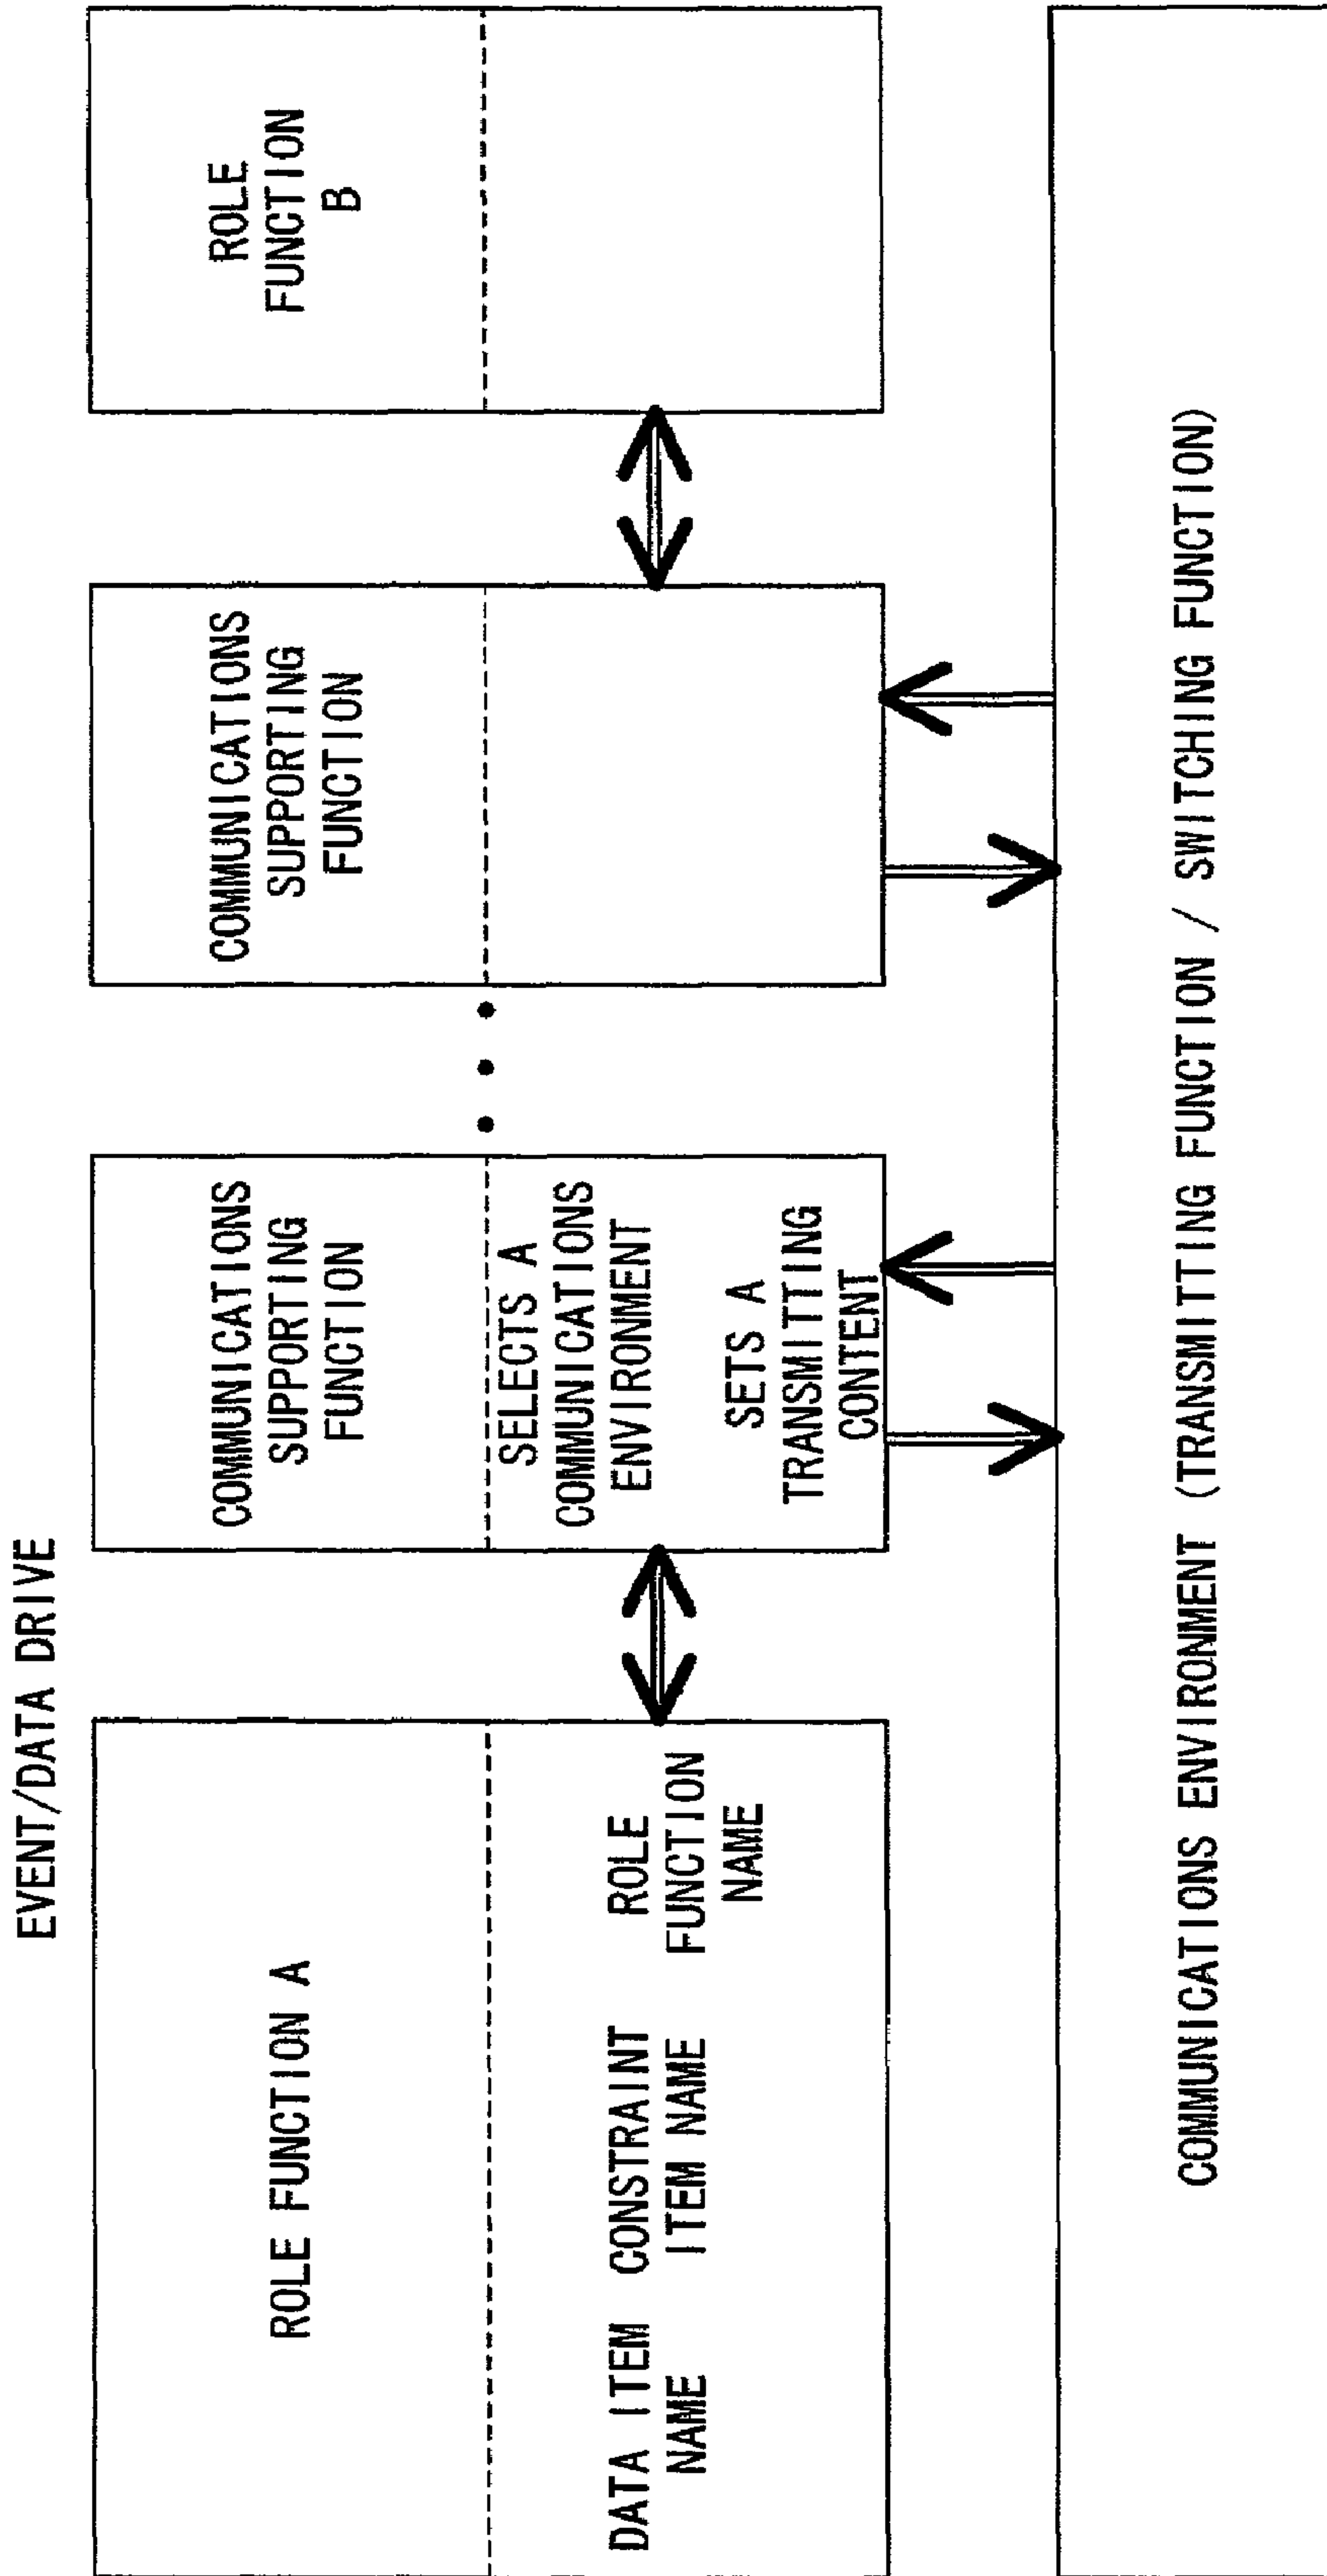 EVENT/DATA DRIVE
ROLE FUNCTION A
DATA ITEM
NAME
CONSTRAINT
ITEM NAME
ROLE
FUNCTION
NAME
COMMUNICATIONS
SUPPORTING
FUNCTION
SELECTS A
COMMUNICATIONS
ENVIRONMENT
SETS A
TRANSMITTING
CONTENT
COMMUNICATIONS
SUPPORTING
FUNCTION
ROLE
FUNCTION
B
COMMUNICATIONS ENVIRONMENT (TRANSMITTING FUNCTION / SWITCHING FUNCTION)